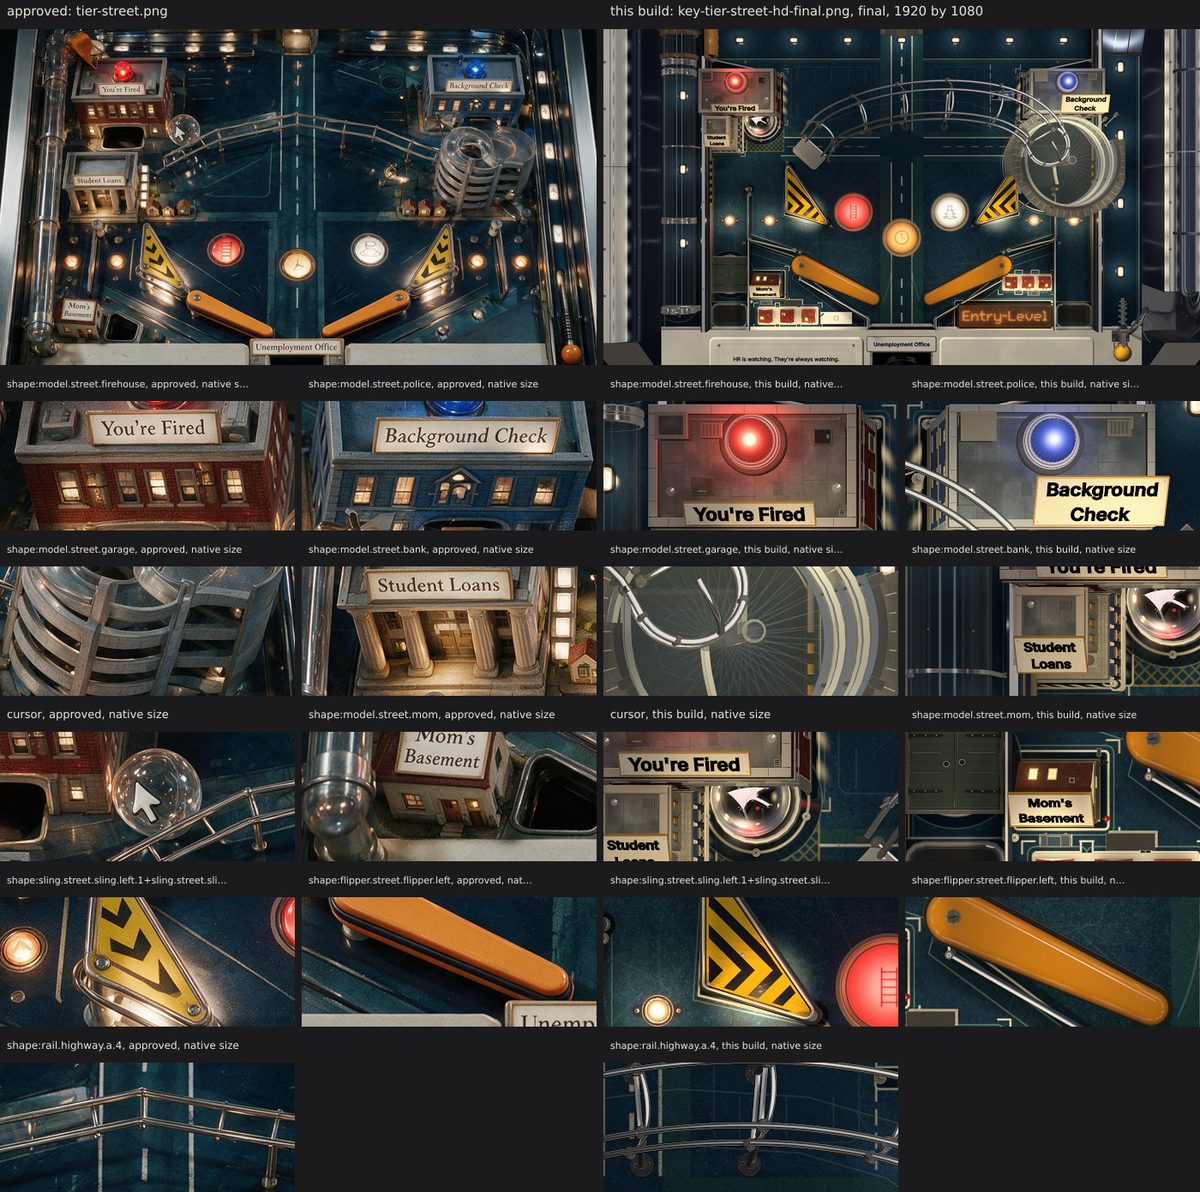 approved: tier-street.png
this build: key-tier-street-hd-final.png, final, 1920 by 1080
You're Fired
Background Check
Student Loans
Mom's
Basement
Unemployment Office
You're Fired
Background
Check
Student
Loans
Mom's
Basement
Entry-Level
Unemployment Office
HR is watching. They're always watching.
shape:model.street.firehouse, approved, native s...
shape:model.street.police, approved, native size
shape:model.street.firehouse, this build, native...
shape:model.street.police, this build, native si...
You're Fired
Background Check
You're Fired
Background
Check
shape:model.street.garage, approved, native size
shape:model.street.bank, approved, native size
shape:model.street.garage, this build, native si...
shape:model.street.bank, this build, native size
Student Loans
You're Fired
Student
Loans
cursor, approved, native size
shape:model.street.mom, approved, native size
cursor, this build, native size
shape:model.street.mom, this build, native size
Mom's
Basement
You're Fired
Student
Loans
Mom's
Basement
shape:sling.street.sling.left.1+sling.street.sli...
shape:flipper.street.flipper.left, approved, nat...
shape:sling.street.sling.left.1+sling.street.sli...
shape:flipper.street.flipper.left, this build, n...
Unemp
shape:rail.highway.a.4, approved, native size
shape:rail.highway.a.4, this build, native size